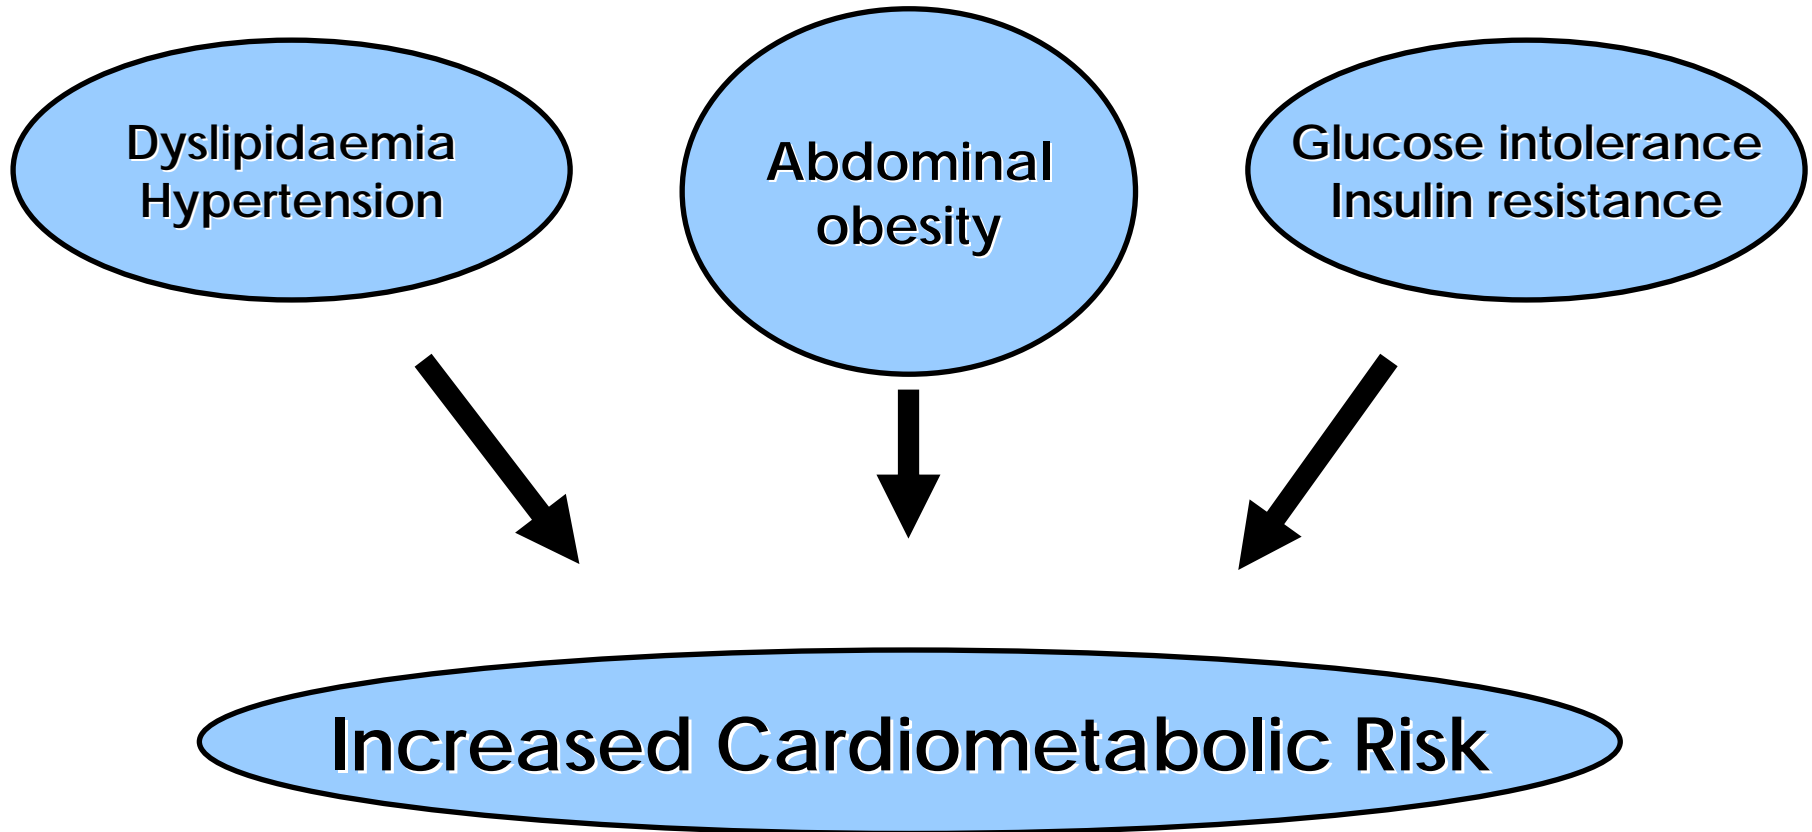 Dyslipidaemia
Hypertension
Abdominal
obesity
Glucose intolerance
Insulin resistance
Increased Cardiometabolic Risk